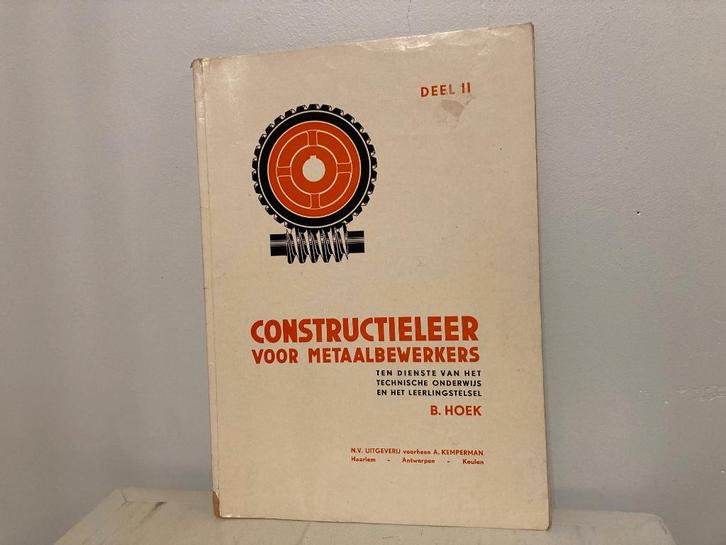 DEEL II
CONSTRUCTIELEER
VOOR METAALBEWERKERS
TEN DIENSTE VAN HET
TECHNISCHE ONDERWIJS
EN HET LEERLINGSTELSEL
B. HOEK
N.V. UITGEVERIJ voorheen A. KEMPERMAN
Haarlem - Antwerpen - Keulen